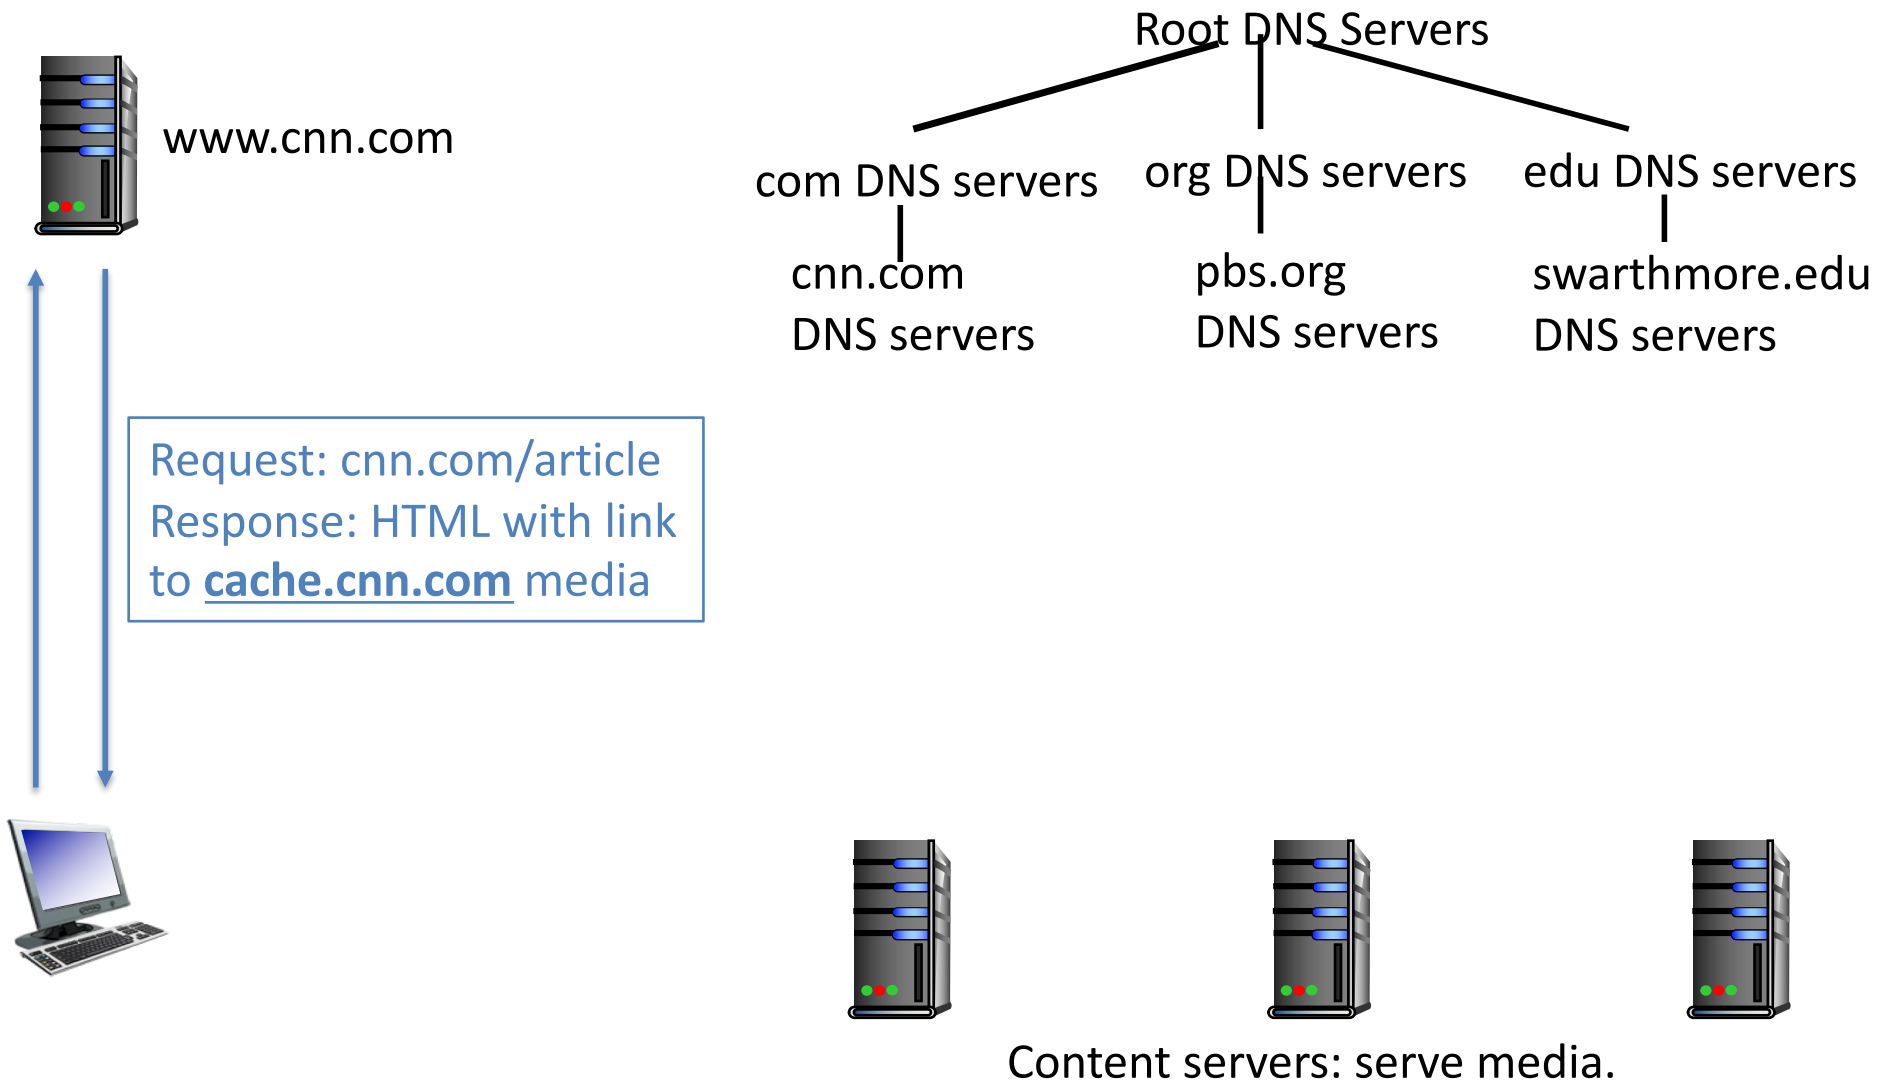 Root DNS Servers
www.cnn.com
com DNS servers
org DNS servers
edu DNS servers
cnn.com
DNS servers
pbs.org
DNS servers
swarthmore.edu
DNS servers
Request: cnn.com/article
Response: HTML with link
to cache.cnn.com media
Content servers: serve media.